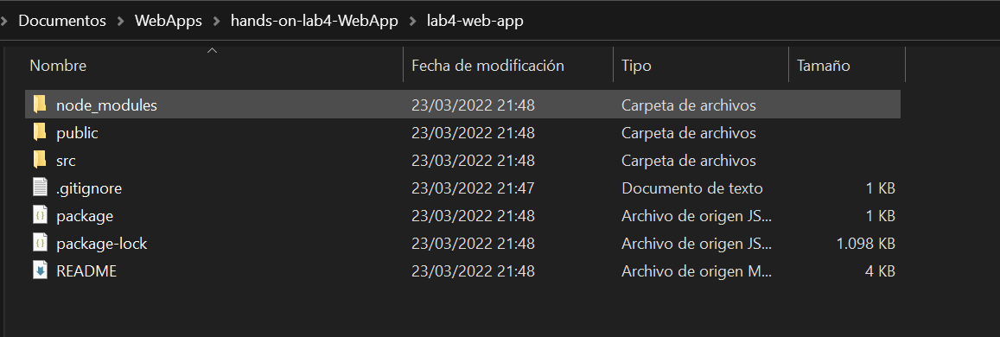 Documentos > WebApps > hands-on-lab4-WebApp > lab4-web-app
Nombre Fecha de modificación Tipo Tamaño
node_modules 23/03/2022 21:48 Carpeta de archivos
public 23/03/2022 21:48 Carpeta de archivos
src 23/03/2022 21:48 Carpeta de archivos
.gitignore 23/03/2022 21:47 Documento de texto 1 KB
package 23/03/2022 21:48 Archivo de origen JS... 1 KB
package-lock 23/03/2022 21:48 Archivo de origen JS... 1.098 KB
README 23/03/2022 21:48 Archivo de origen M... 4 KB